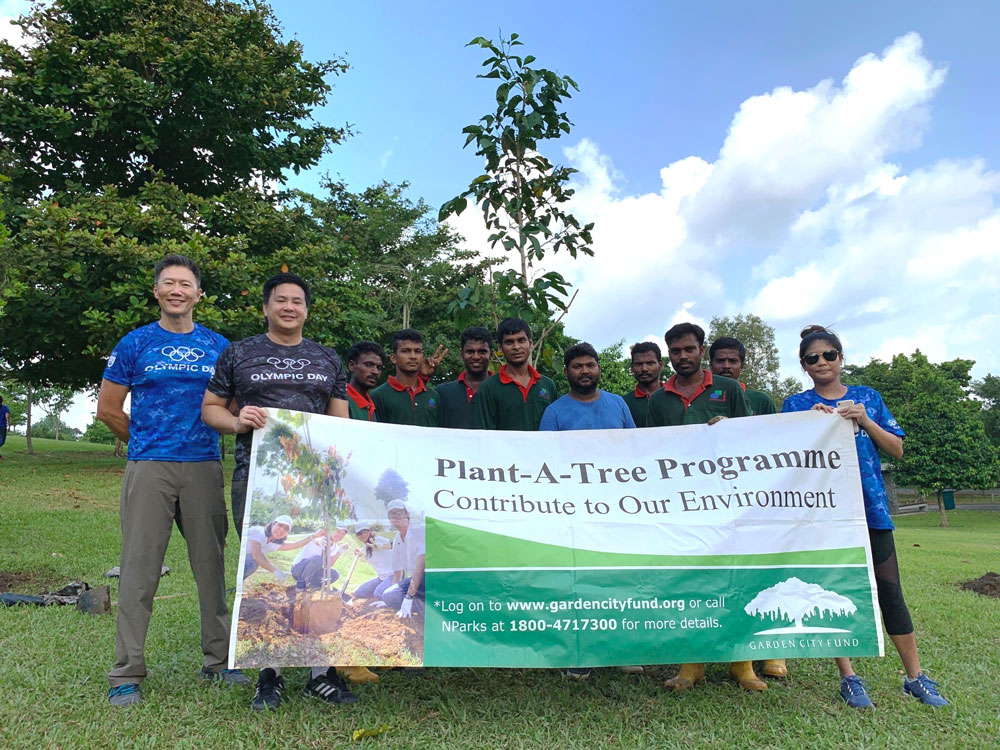 OLYMPIC DAY
OLYMPIC DAY
Plant-A-Tree Programme
Contribute to Our Environment
*Log on to www.gardencityfund.org or call
NParks at 1800-4717300 for more details.
GARDEN CITY FUND